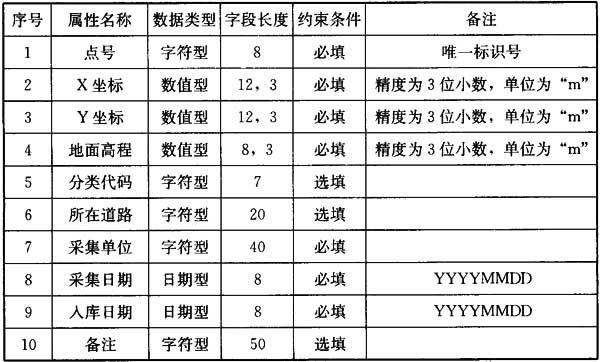 序号 属性名称 数据类型 字段长度 约束条件 备注
1 点号 字符型 8 必填 唯一标识号
2 X坐标 数值型 12，3 必填 精度为3位小数，单位为“m”
3 Y坐标 数值型 12，3 必填 精度为3位小数，单位为“m”
4 地面高程 数值型 8，3 必填 精度为3位小数，单位为“m”
5 分类代码 字符型 7 选填
6 所在道路 字符型 20 选填
7 采集单位 字符型 40 必填
8 采集日期 日期型 8 必填 YYYYMMDD
9 入库日期 日期型 8 必填 YYYYMMDD
10 备注 字符型 50 选填